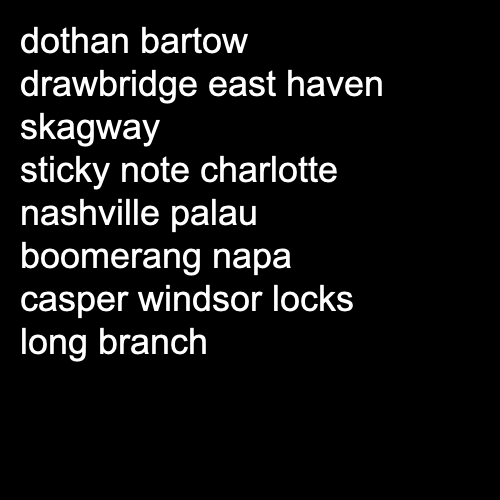 dothan bartow
drawbridge east haven
skagway
sticky note charlotte
nashville palau
boomerang napa
casper windsor locks
long branch